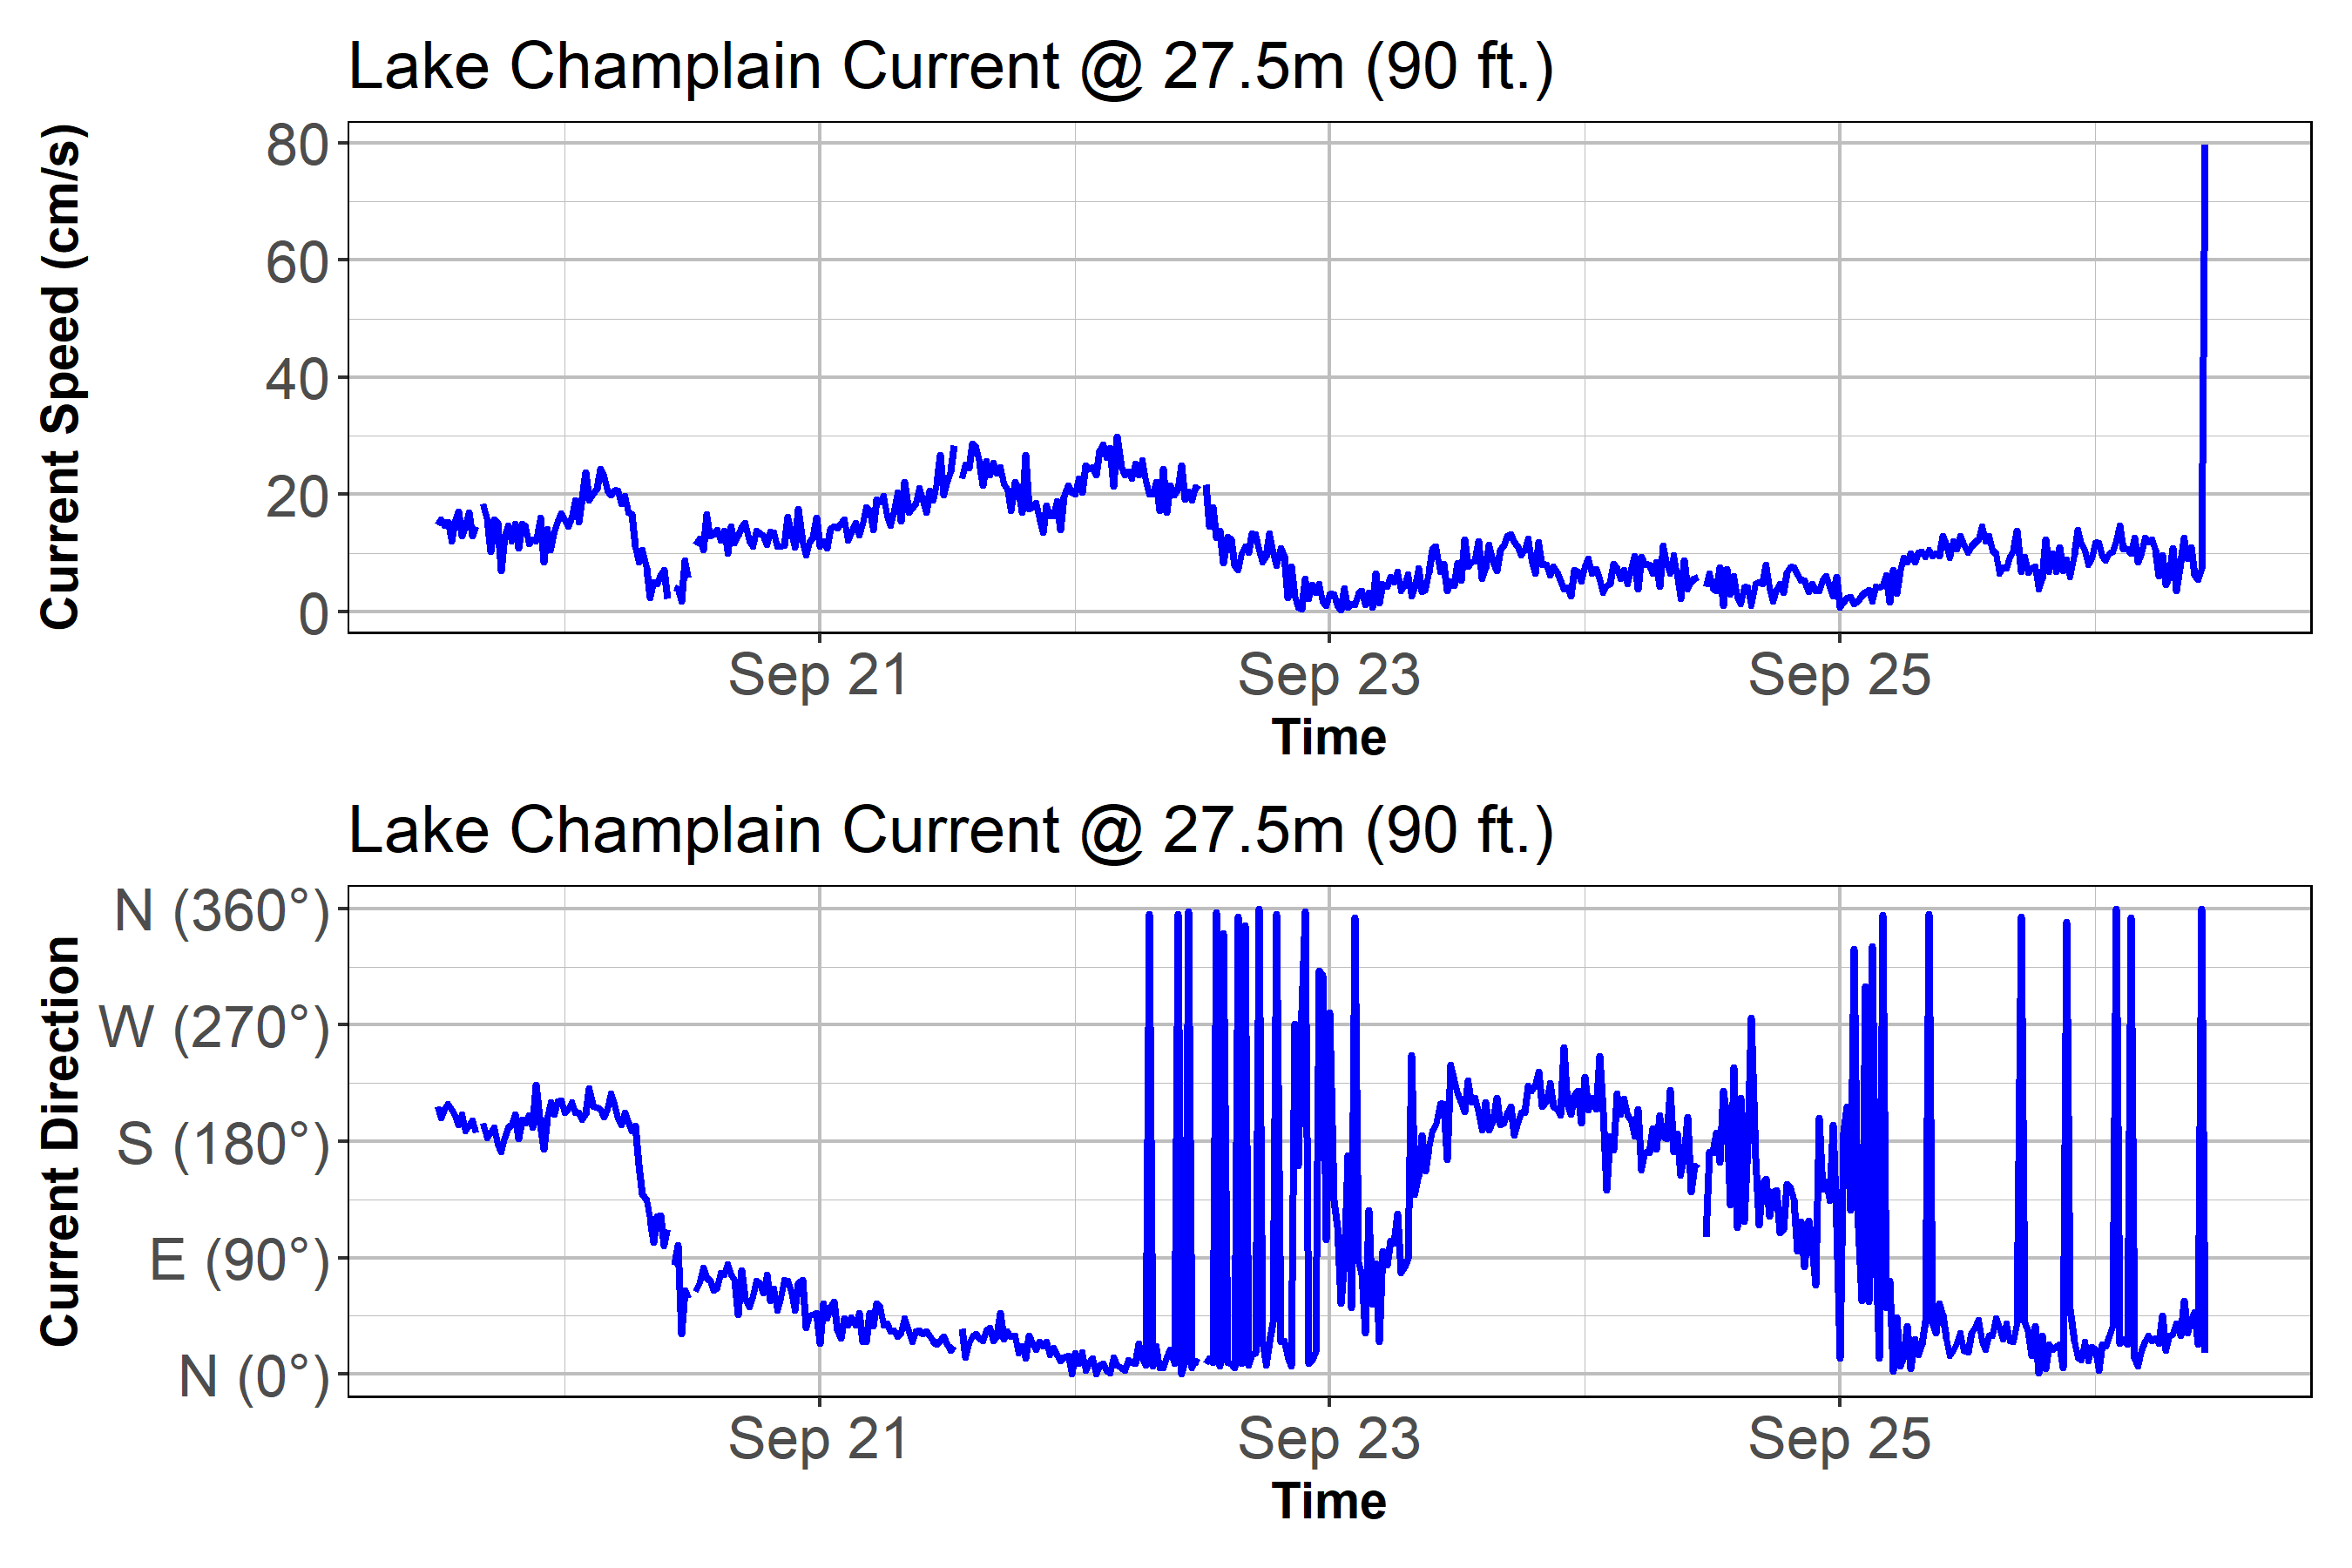 Lake Champlain Current @ 27.5m (90 ft.)
Current Speed (cm/s)
80
60
40
20
0
Sep 21 Sep 23 Sep 25
Time
Lake Champlain Current @ 27.5m (90 ft.)
Current Direction
N (360°)
W (270°)
S (180°)
E (90°)
N (0°)
Sep 21 Sep 23 Sep 25
Time